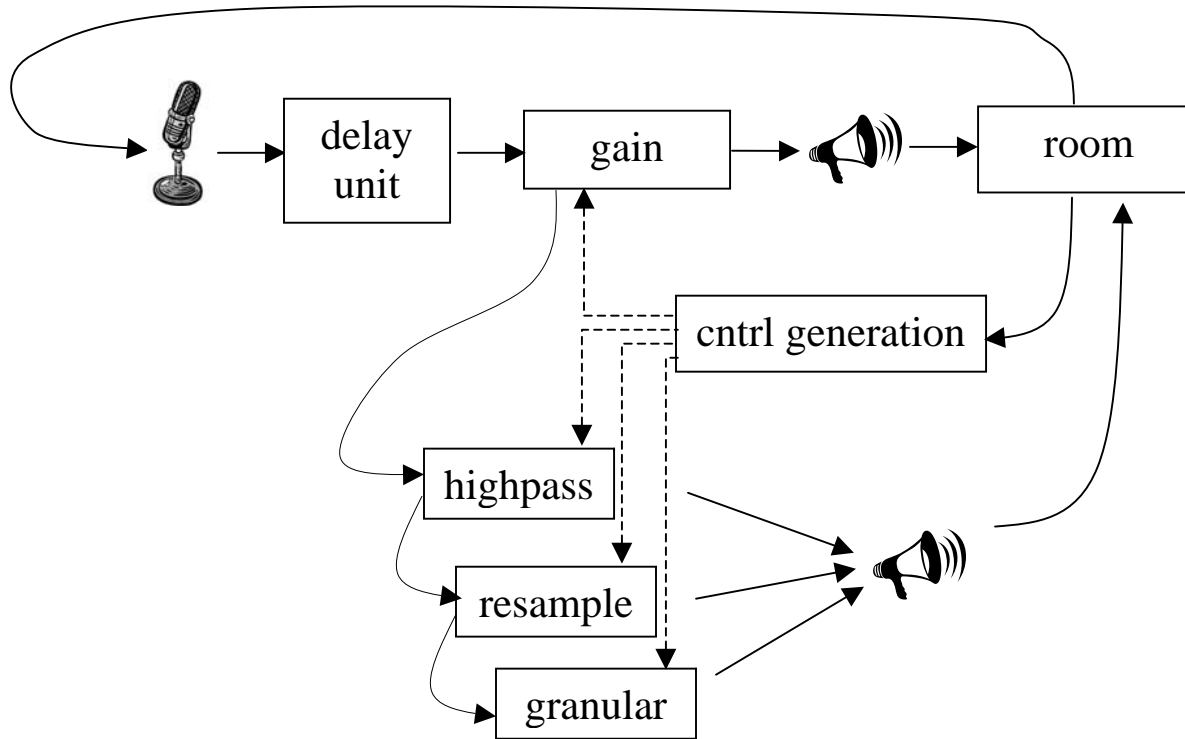 delay
unit
gain
room
cntrl generation
highpass
resample
granular